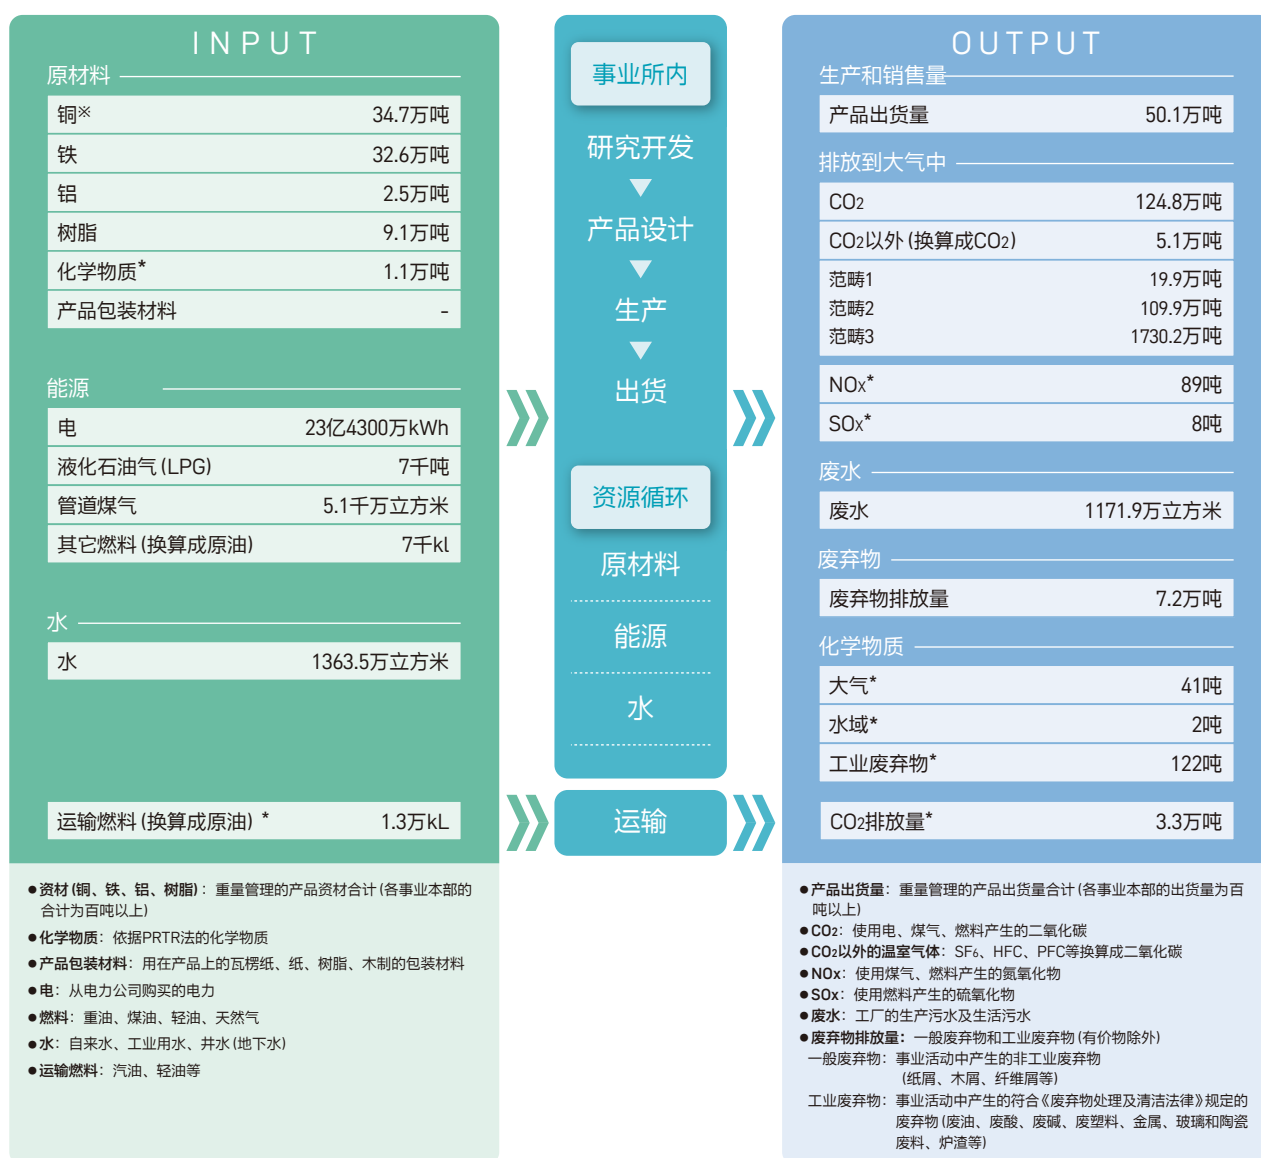 INPUT
原材料
铜※ 34.7万吨
铁 32.6万吨
铝 2.5万吨
树脂 9.1万吨
化学物质* 1.1万吨
产品包装材料 -
能源
电 23亿4300万kWh
液化石油气(LPG) 7千吨
管道煤气 5.1千万立方米
其它燃料(换算成原油) 7千kl
水
水 1363.5万立方米
运输燃料(换算成原油) * 1.3万kL
●资材(铜、铁、铝、树脂)：重量管理的产品资材合计(各事业本部的
合计为百吨以上)
●化学物质：依据PRTR法的化学物质
●产品包装材料：用在产品上的瓦楞纸、纸、树脂、木制的包装材料
●电：从电力公司购买的电力
●燃料：重油、煤油、轻油、天然气
●水：自来水、工业用水、井水(地下水)
●运输燃料：汽油、轻油等
事业所内
研究开发
▼
产品设计
▼
生产
▼
出货
资源循环
原材料
能源
水
运输
OUTPUT
生产和销售量
产品出货量 50.1万吨
排放到大气中
CO2 124.8万吨
CO2以外(换算成CO2) 5.1万吨
范畴1 19.9万吨
范畴2 109.9万吨
范畴3 1730.2万吨
NOx* 89吨
SOx* 8吨
废水
废水 1171.9万立方米
废弃物
废弃物排放量 7.2万吨
化学物质
大气* 41吨
水域* 2吨
工业废弃物* 122吨
CO2排放量* 3.3万吨
●产品出货量：重量管理的产品出货量合计(各事业本部的出货量为百
吨以上)
●CO2：使用电、煤气、燃料产生的二氧化碳
●CO2以外的温室气体：SF6、HFC、PFC等换算成二氧化碳
●NOx：使用煤气、燃料产生的氮氧化物
●SOx：使用燃料产生的硫氧化物
●废水：工厂的生产污水及生活污水
●废弃物排放量：一般废弃物和工业废弃物(有价物除外)
一般废弃物：事业活动中产生的非工业废弃物
(纸屑、木屑、纤维屑等)
工业废弃物：事业活动中产生的符合《废弃物处理及清洁法律》规定的
废弃物(废油、废酸、废碱、废塑料、金属、玻璃和陶瓷
废料、炉渣等)